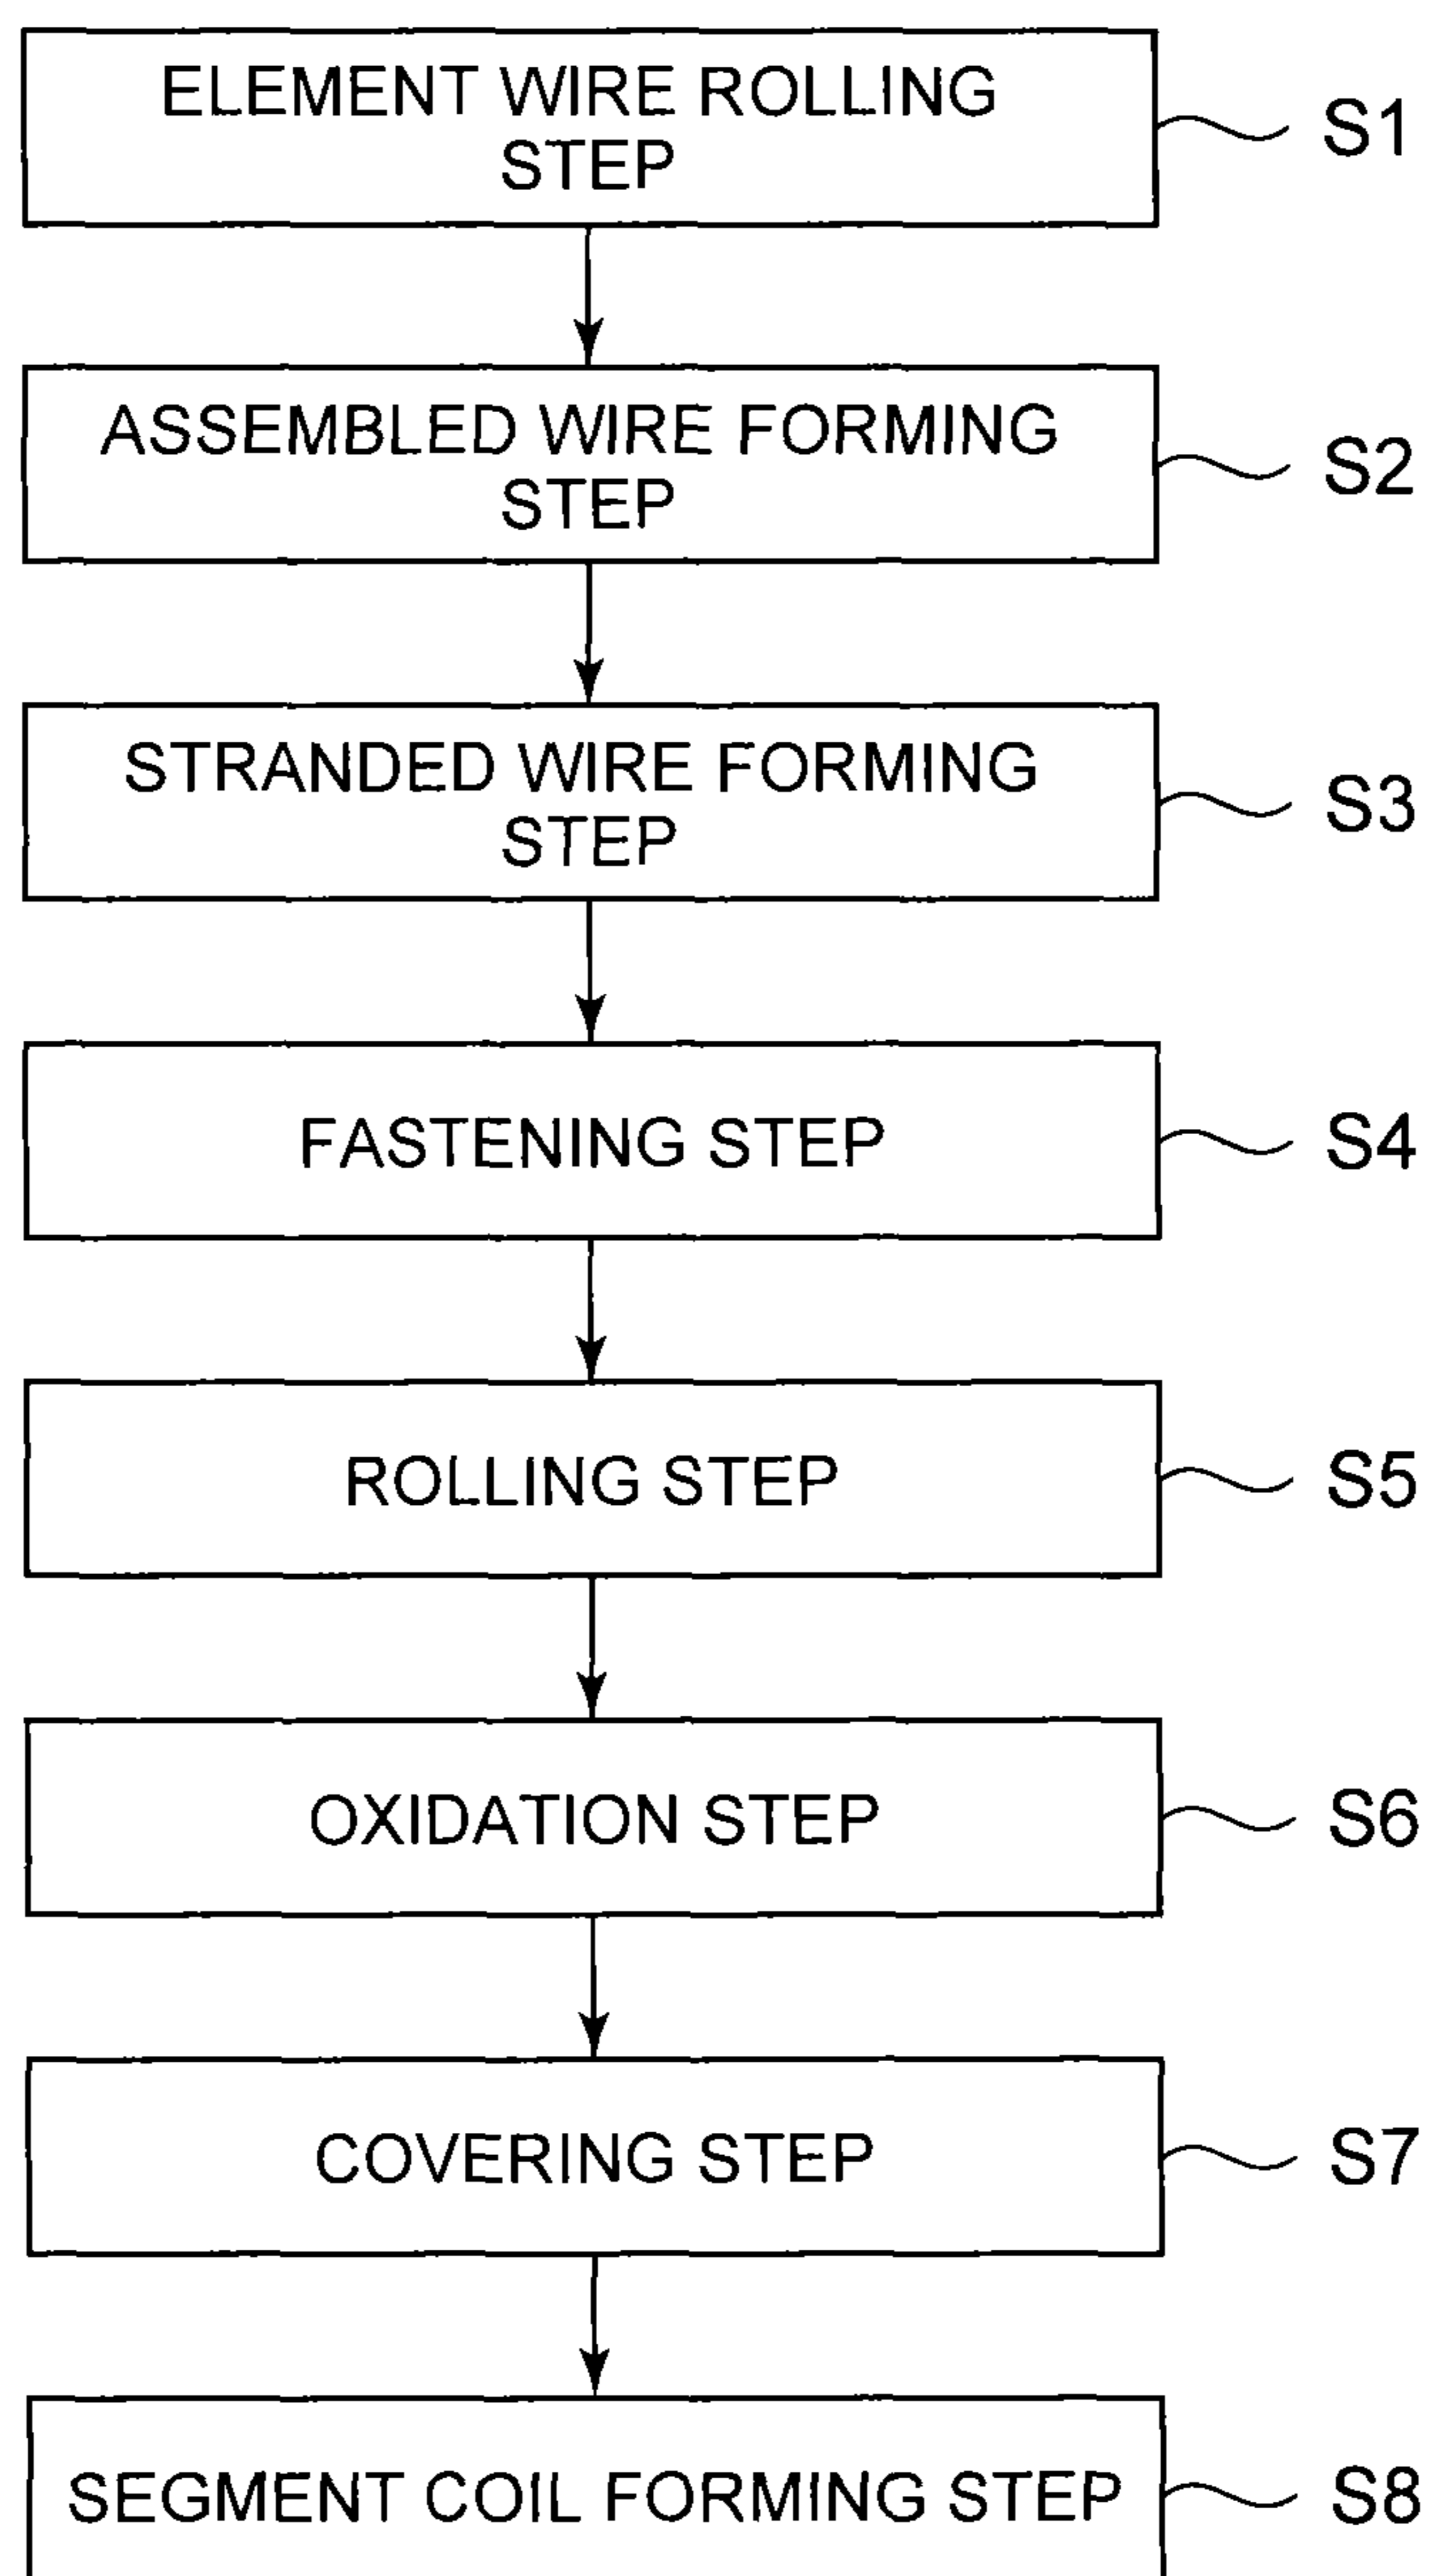 ELEMENT WIRE ROLLING
STEP
S1
ASSEMBLED WIRE FORMING
STEP
S2
STRANDED WIRE FORMING
STEP
S3
FASTENING STEP
S4
ROLLING STEP
S5
OXIDATION STEP
S6
COVERING STEP
S7
SEGMENT COIL FORMING STEP
S8